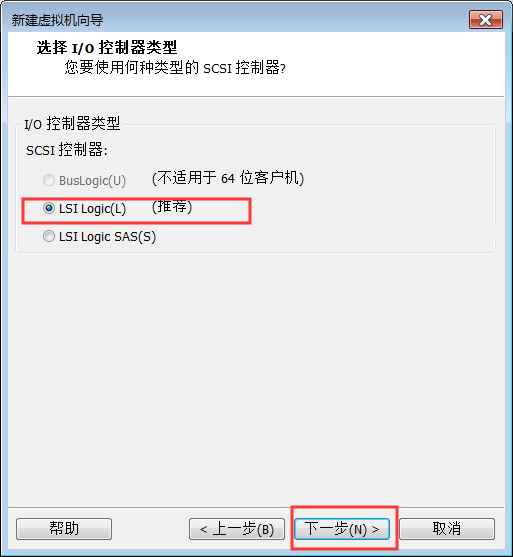 新建虚拟机向导
选择 I/O 控制器类型
您要使用何种类型的 SCSI 控制器?
I/O 控制器类型
SCSI 控制器:
BusLogic(U) (不适用于 64 位客户机)
LSI Logic(L) (推荐)
LSI Logic SAS(S)
帮助 < 上一步(B) 下一步(N) > 取消